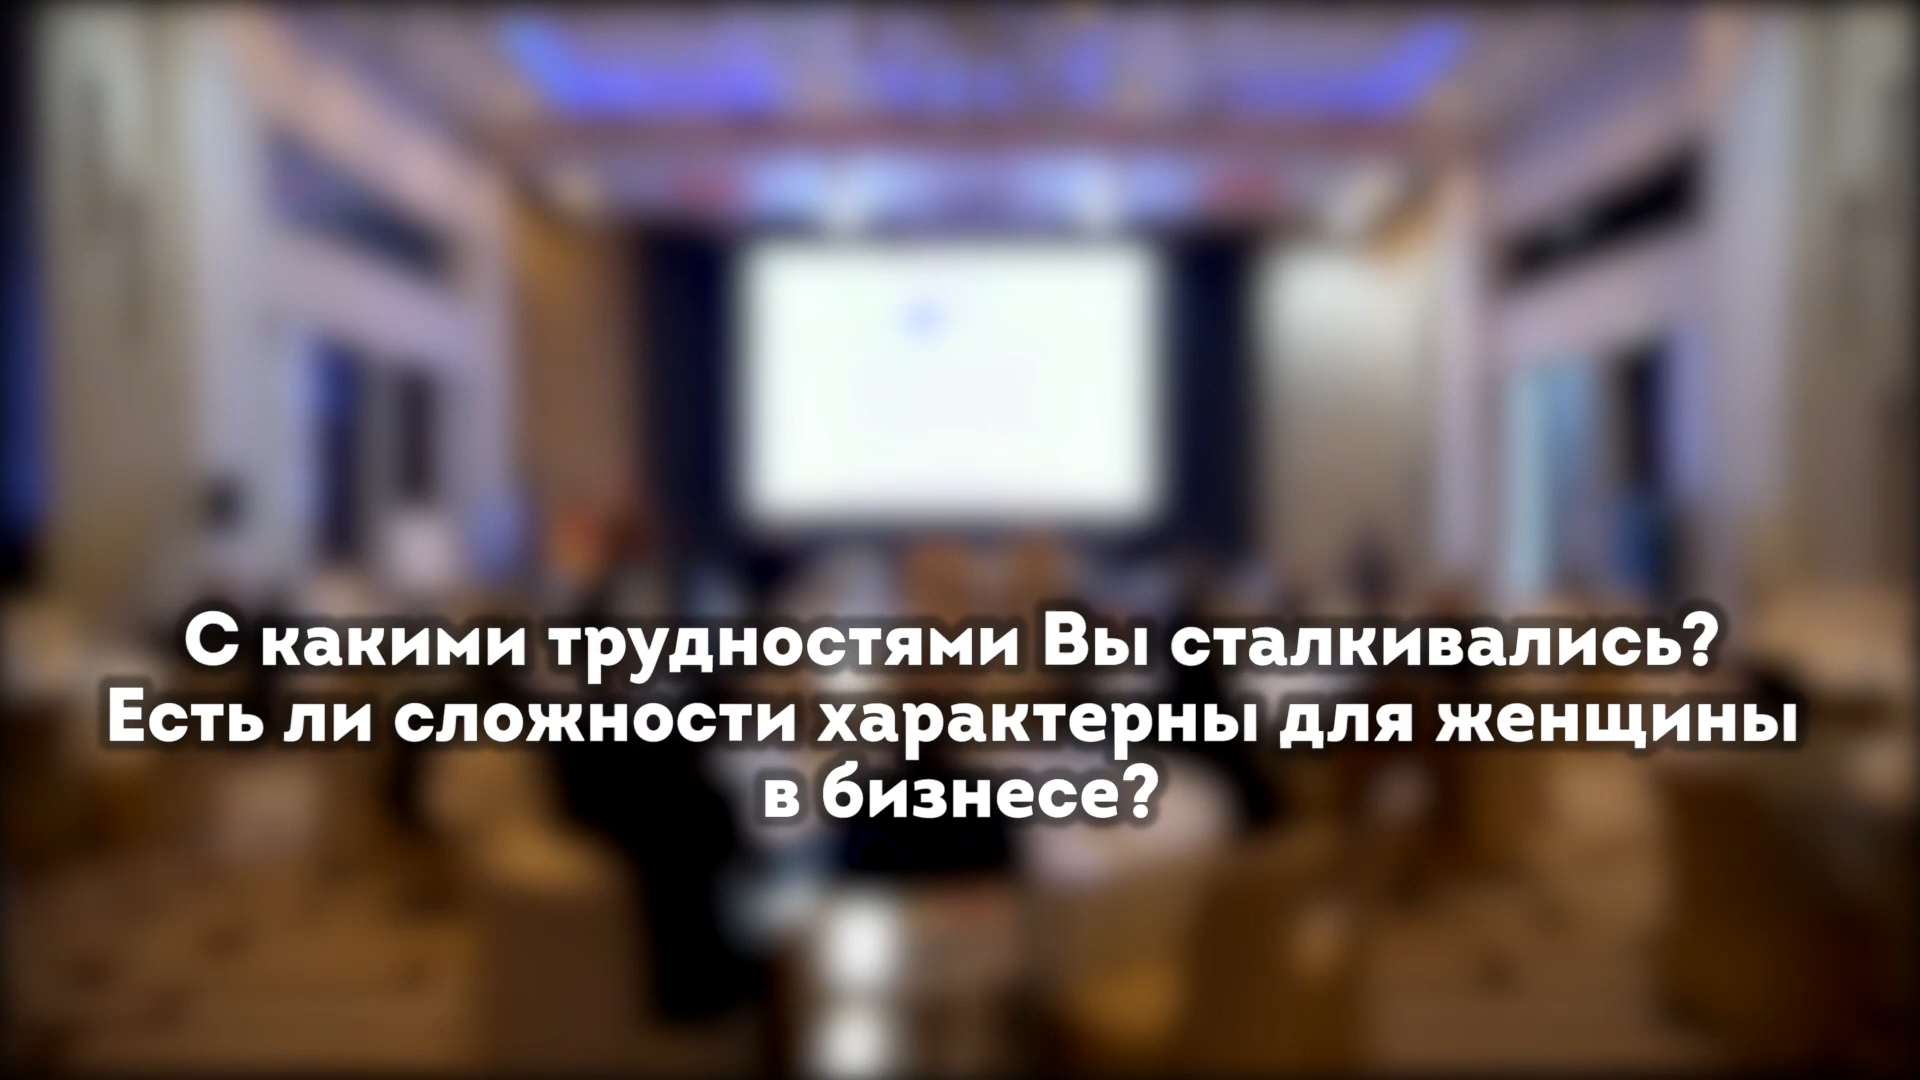 С какими трудностями Вы сталкивались?
Есть ли сложности характерны для женщины
в бизнесе?